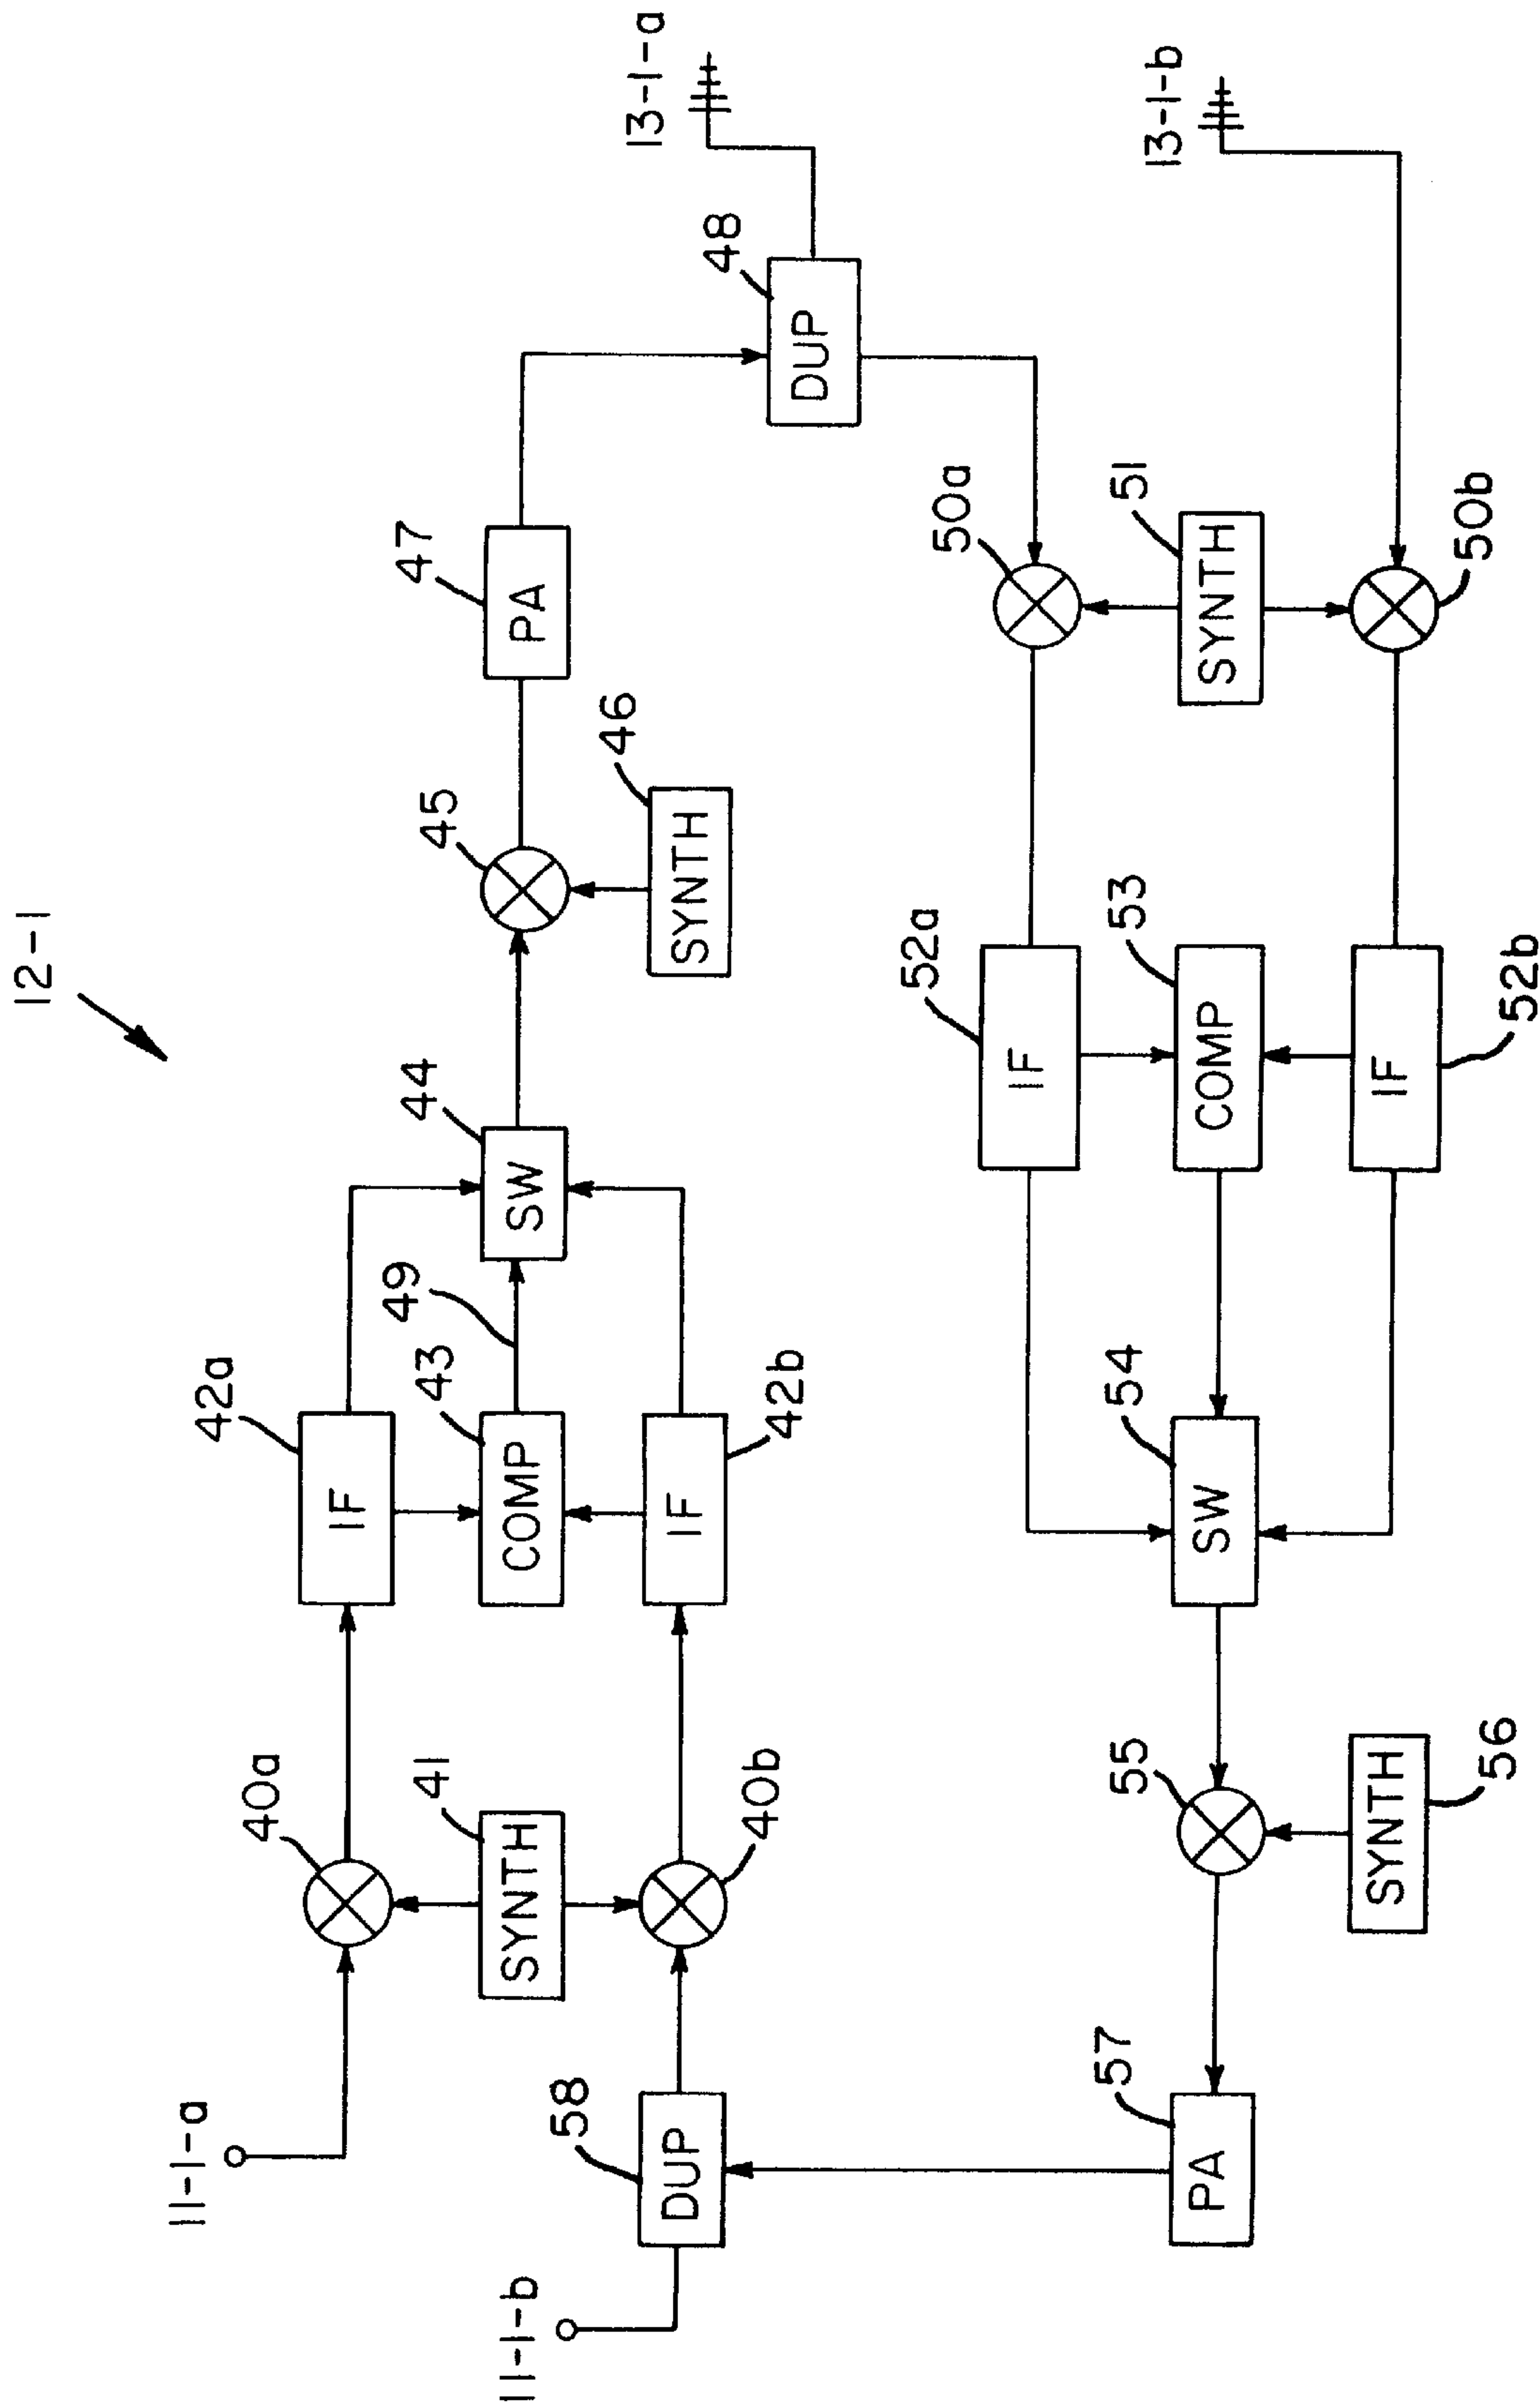 12-1
11-1-a
40a
42a
IF
44
SW
49
43
COMP
41
SYNTH
45
46
SYNTH
47
PA
13-1-a
48
DUP
11-1-b
58
DUP
40b
42b
IF
50a
52a
IF
13-1-b
51
SYNTH
50b
53
COMP
52b
IF
54
SW
55
56
SYNTH
57
PA